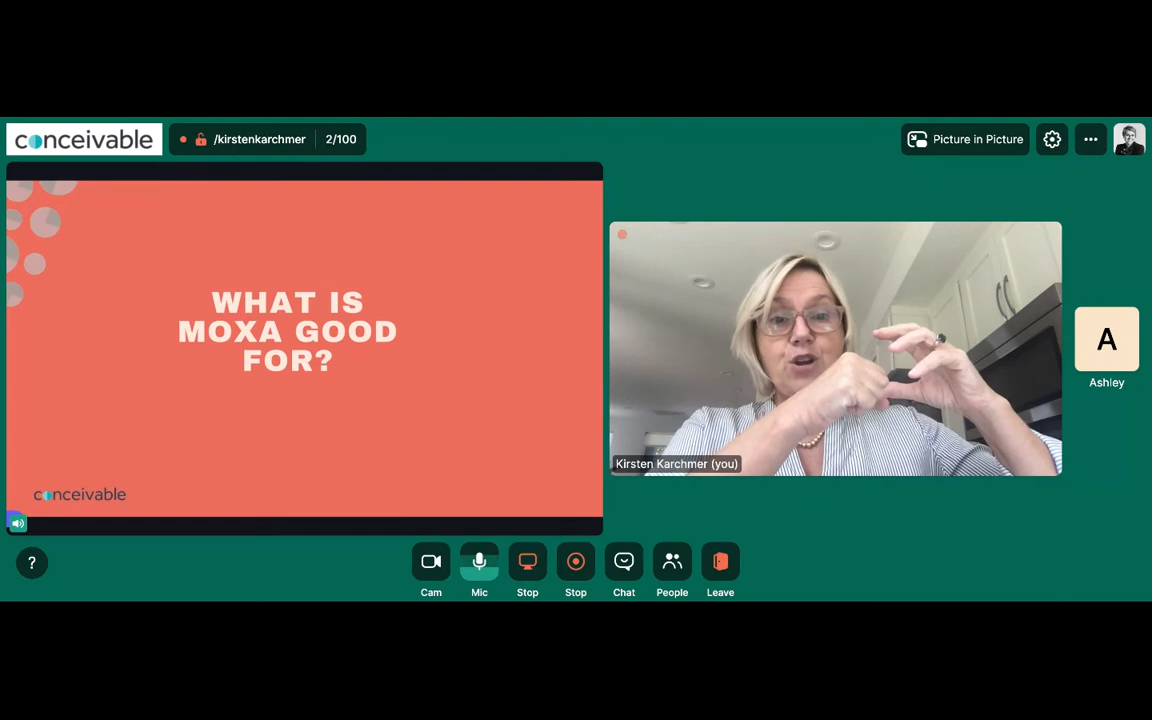 conceivable
/kirstenkarchmer
2/100
Picture in Picture
WHAT IS
MOXA GOOD
FOR?
conceivable
Kirsten Karchmer (you)
A
Ashley
?
Cam
Mic
Stop
Stop
Chat
People
Leave